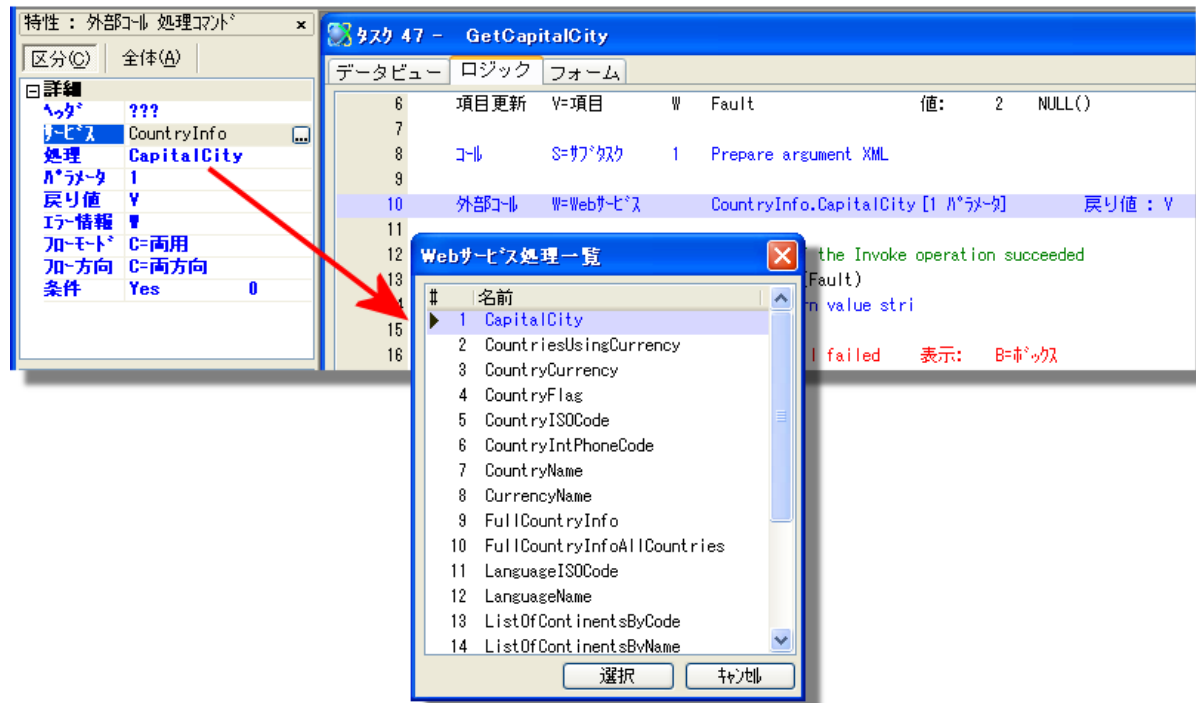 特性 : 外部ｺｰﾙ 処理ｺﾏﾝﾄﾞ x
区分(C) 全体(A)
詳細
ﾍｯﾀﾞ ???
ｻｰﾋﾞｽ CountryInfo ...
処理 CapitalCity
ﾊﾟﾗﾒｰﾀ 1
戻り値 V
ｴﾗｰ情報 W
ﾌﾛｰﾓｰﾄﾞ C=両用
ﾌﾛｰ方向 C=両方向
条件 Yes 0
ﾀｽｸ 47 - GetCapitalCity
データビュー ロジック フォーム
6 項目更新 V=項目 W Fault 値: 2 NULL()
7
8 ｺｰﾙ S=ｻﾌﾞﾀｽｸ 1 Prepare argument XML
9
10 外部ｺｰﾙ W=Webｻｰﾋﾞｽ CountryInfo.CapitalCity [1 ﾊﾟﾗﾒｰﾀ] 戻り値 : V
11
12 the Invoke operation succeeded
13 (Fault)
rn value stri
15
16 l failed 表示: B=ﾎﾞｯｸｽ
Webｻｰﾋﾞｽ処理一覧
# 名前
1 CapitalCity
2 CountriesUsingCurrency
3 CountryCurrency
4 CountryFlag
5 CountryISOCode
6 CountryIntPhoneCode
7 CountryName
8 CurrencyName
9 FullCountryInfo
10 FullCountryInfoAllCountries
11 LanguageISOCode
12 LanguageName
13 ListOfContinentsByCode
14 ListOfContinentsByName
選択 ｷｬﾝｾﾙ